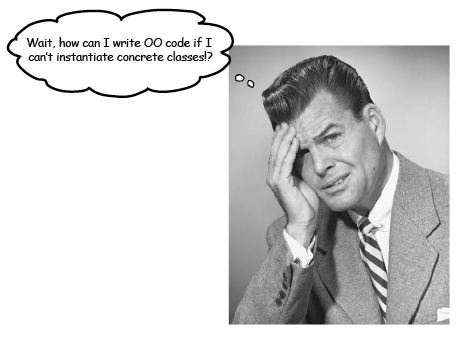 Wait, how can I write OO code if I
can't instantiate concrete classes!?